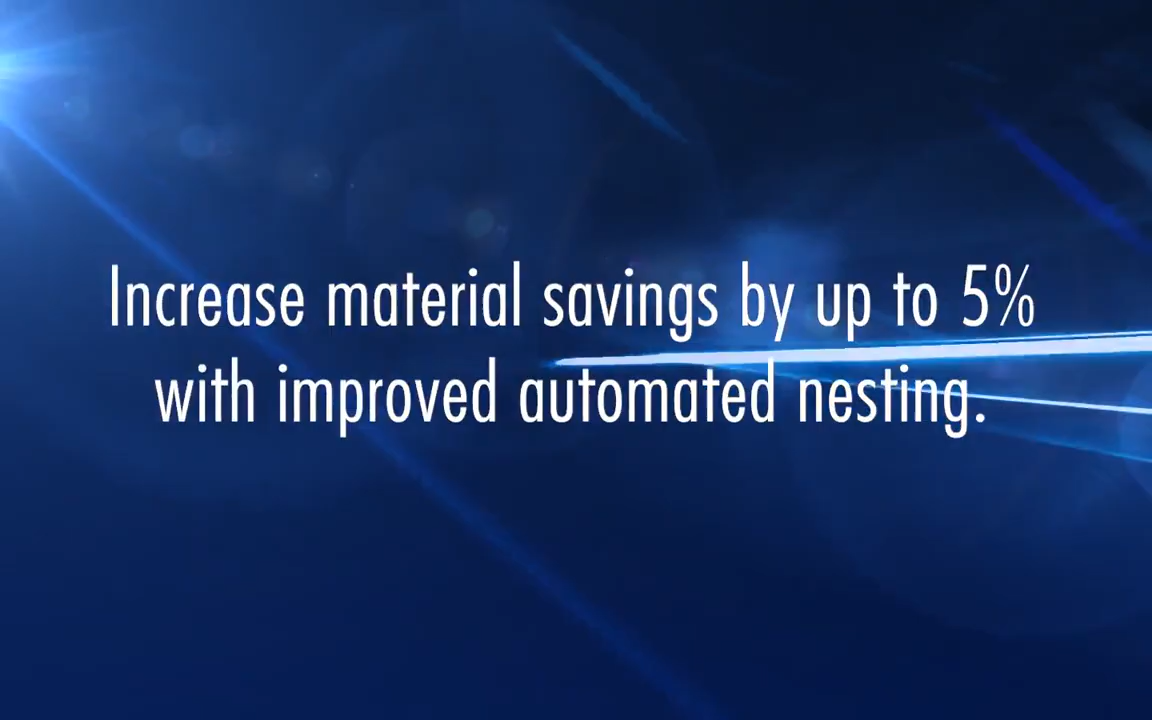 Increase material savings by up to 5%
with improved automated nesting.